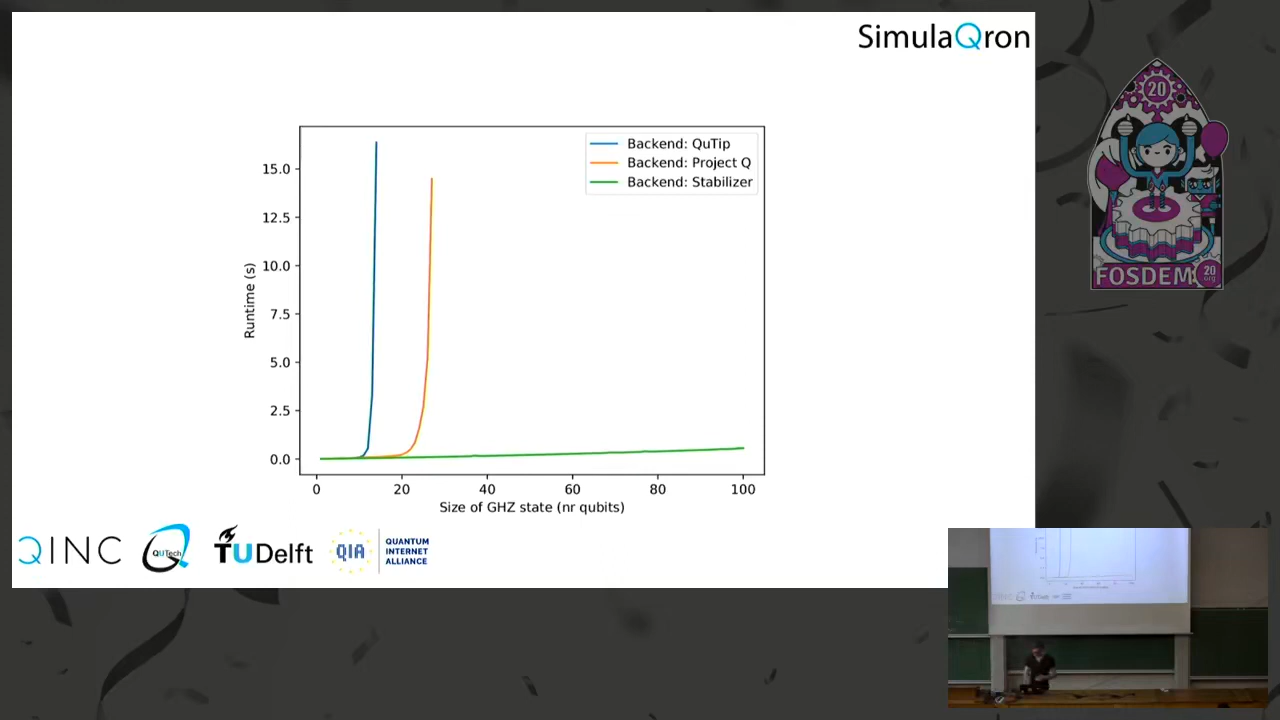 SimulaQron
Backend: QuTip
Backend: Project Q
Backend: Stabilizer
15.0
12.5
10.0
7.5
5.0
2.5
0.0
Runtime (s)
0 20 40 60 80 100
Size of GHZ state (nr qubits)
QINC
QUTech
TUDelft
QIA
QUANTUM
INTERNET
ALLIANCE
20
FOSDEM
20
.org